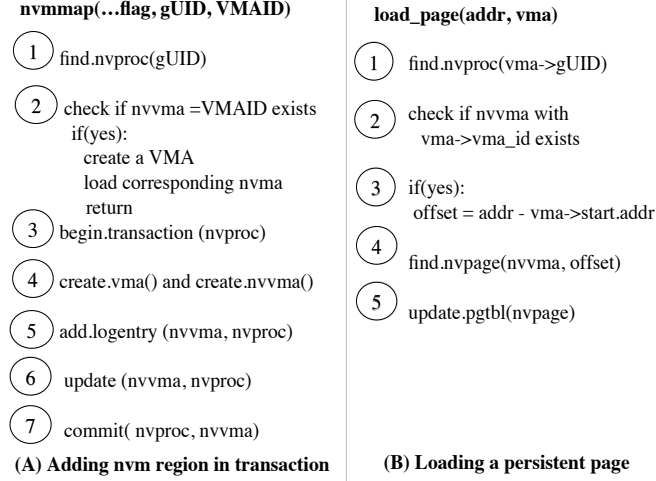 nvmmap(...flag, gUID, VMAID)
1 find.nvproc(gUID)
2 check if nvvma =VMAID exists
if(yes):
create a VMA
load corresponding nvma
return
3 begin.transaction (nvproc)
4 create.vma() and create.nvvma()
5 add.logentry (nvvma, nvproc)
6 update (nvvma, nvproc)
7 commit( nvproc, nvvma)
(A) Adding nvm region in transaction
load_page(addr, vma)
1 find.nvproc(vma->gUID)
2 check if nvvma with
vma->vma_id exists
3 if(yes):
offset = addr - vma->start.addr
4 find.nvpage(nvvma, offset)
5 update.pgtbl(nvpage)
(B) Loading a persistent page